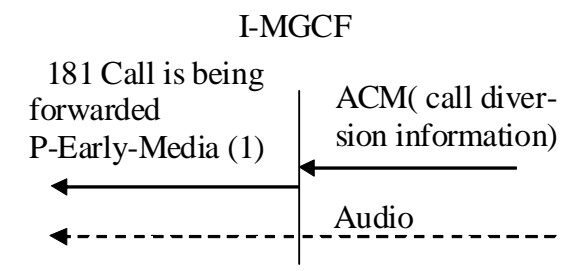 I-MGCF
181 Call is being
forwarded
P-Early-Media (1)
ACM( call diver-
sion information)
Audio